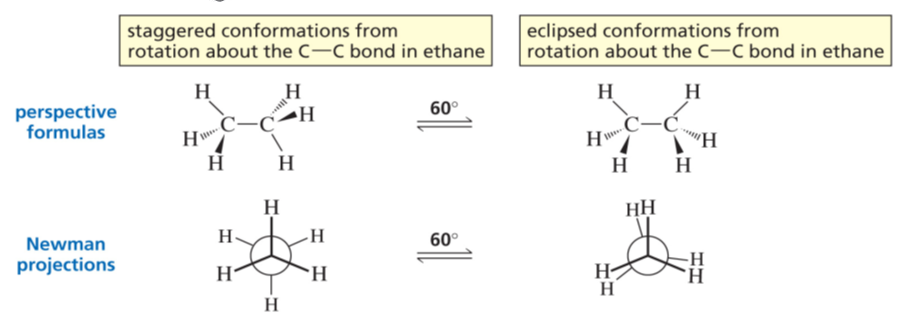 staggered conformations from
rotation about the C—C bond in ethane
eclipsed conformations from
rotation about the C—C bond in ethane
perspective
formulas
H H
H
C—C
H
H H
60°
H H
C—C
H H
H H
Newman
projections
H
H H
H H
H
60°
HH
H
H H
H